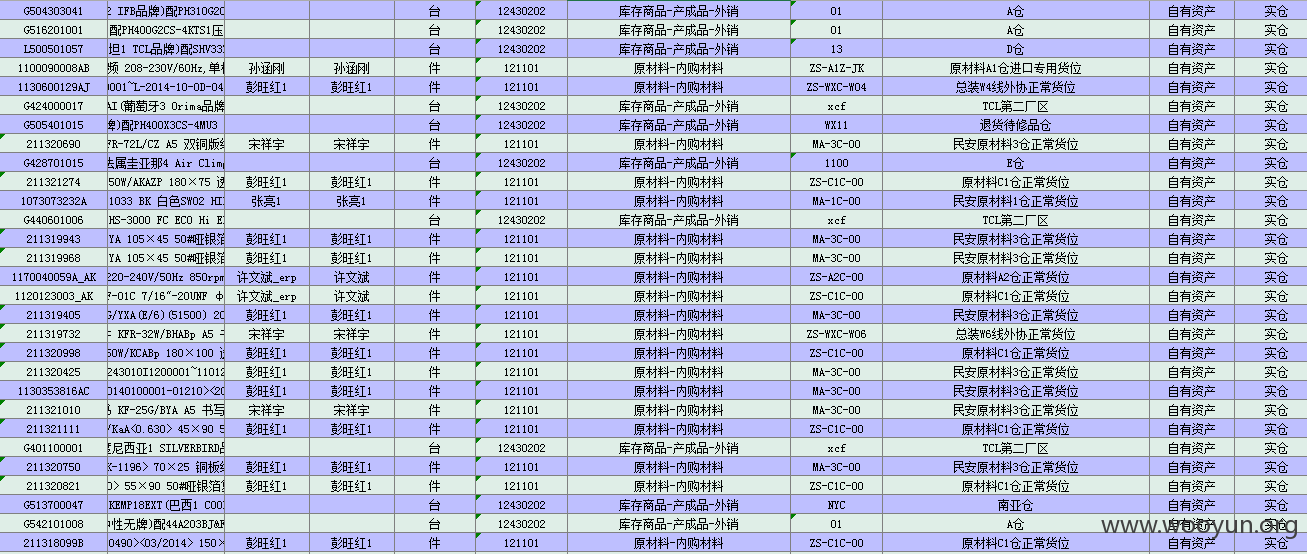 G504303041 2 IFB品牌)配PH310G2C 台 12430202 库存商品-产成品-外销 01 A仓 自有资产 实仓
G516201001 配PH400G2CS-4KTS1压 台 12430202 库存商品-产成品-外销 01 A仓 自有资产 实仓
L500501057 坦1 TCL品牌)配SHV33 台 12430202 库存商品-产成品-外销 13 D仓 自有资产 实仓
1100090008AB 频 208-230V/60Hz,单 孙涵刚 孙涵刚 件 121101 原材料-内购材料 ZS-A1Z-JK 原材料A1仓进口专用货位 自有资产 实仓
1130600129AJ 0001~L-2014-10-0D-04 彭旺红1 彭旺红1 件 121101 原材料-内购材料 ZS-WXC-W04 总装W4线外协正常货位 自有资产 实仓
G424000017 AI(葡萄牙3 Orima品牌 台 12430202 库存商品-产成品-外销 xcf TCL第二厂区 自有资产 实仓
G505401015 牌)配PH400X3CS-4MU3 台 12430202 库存商品-产成品-外销 WX11 退货待修品仓 自有资产 实仓
211320690 FR-72L/CZ A5 双铜版 宋祥宇 宋祥宇 件 121101 原材料-内购材料 MA-3C-00 民安原材料3仓正常货位 自有资产 实仓
G428701015 法属圭亚那4 Air Clim 台 12430202 库存商品-产成品-外销 1100 E仓 自有资产 实仓
211321274 50W/AKAZP 180×75 透 彭旺红1 彭旺红1 件 121101 原材料-内购材料 ZS-C1C-00 原材料C1仓正常货位 自有资产 实仓
1073073232A 1033 BK 白色SW02 HI 张亮1 张亮1 件 121101 原材料-内购材料 MA-1C-00 民安原材料1仓正常货位 自有资产 实仓
G440601006 HS-3000 FC ECO Hi E 台 12430202 库存商品-产成品-外销 xcf TCL第二厂区 自有资产 实仓
211319943 YA 105×45 50#哑银箔 彭旺红1 彭旺红1 件 121101 原材料-内购材料 MA-3C-00 民安原材料3仓正常货位 自有资产 实仓
211319968 YA 105×45 50#哑银箔 彭旺红1 彭旺红1 件 121101 原材料-内购材料 MA-3C-00 民安原材料3仓正常货位 自有资产 实仓
1170040059A_AK 220-240V/50Hz 850rpm 许文斌_erp 许文斌 件 121101 原材料-内购材料 ZS-A2C-00 原材料A2仓正常货位 自有资产 实仓
1120123003_AK F-01C 7/16"-20UNF 中 许文斌_erp 许文斌 件 121101 原材料-内购材料 ZS-C1C-00 原材料C1仓正常货位 自有资产 实仓
211319405 G/YXA(E/6)(51500) 20 彭旺红1 彭旺红1 件 121101 原材料-内购材料 MA-3C-00 民安原材料3仓正常货位 自有资产 实仓
211319732 KFR-32W/BHABp A5 宋祥宇 宋祥宇 件 121101 原材料-内购材料 ZS-WXC-W06 总装W6线外协正常货位 自有资产 实仓
211320998 50W/KCABp 180×100 透 彭旺红1 彭旺红1 件 121101 原材料-内购材料 ZS-C1C-00 原材料C1仓正常货位 自有资产 实仓
211320425 243010I1200001~11012 彭旺红1 彭旺红1 件 121101 原材料-内购材料 MA-3C-00 民安原材料3仓正常货位 自有资产 实仓
1130353816AC 0140100001-01210><20 彭旺红1 彭旺红1 件 121101 原材料-内购材料 MA-3C-00 民安原材料3仓正常货位 自有资产 实仓
211321010 KF-25G/BYA A5 书写 宋祥宇 宋祥宇 件 121101 原材料-内购材料 MA-3C-00 民安原材料3仓正常货位 自有资产 实仓
211321111 /KaA<0.630> 45×90 5 彭旺红1 彭旺红1 件 121101 原材料-内购材料 ZS-C1C-00 原材料C1仓正常货位 自有资产 实仓
G401100001 度尼西亚1 SILVERBIRD品 台 12430202 库存商品-产成品-外销 xcf TCL第二厂区 自有资产 实仓
211320750 K-1196> 70×25 铜板 彭旺红1 彭旺红1 件 121101 原材料-内购材料 MA-3C-00 民安原材料3仓正常货位 自有资产 实仓
211320821 0> 55×90 50#哑银箔 彭旺红1 彭旺红1 件 121101 原材料-内购材料 ZS-C1C-00 原材料C1仓正常货位 自有资产 实仓
G513700047 KEMP18EXT(巴西1 COO 台 12430202 库存商品-产成品-外销 NYC 南亚仓 自有资产 实仓
G542101008 中性无牌)配44A203BJ&R 台 12430202 库存商品-产成品-外销 01 A仓 自有资产 实仓
www.wooyun.org
211318099B 0490><03/2014> 150× 彭旺红1 彭旺红1 件 121101 原材料-内购材料 ZS-C1C-00 原材料C1仓正常货位 自有资产 实仓